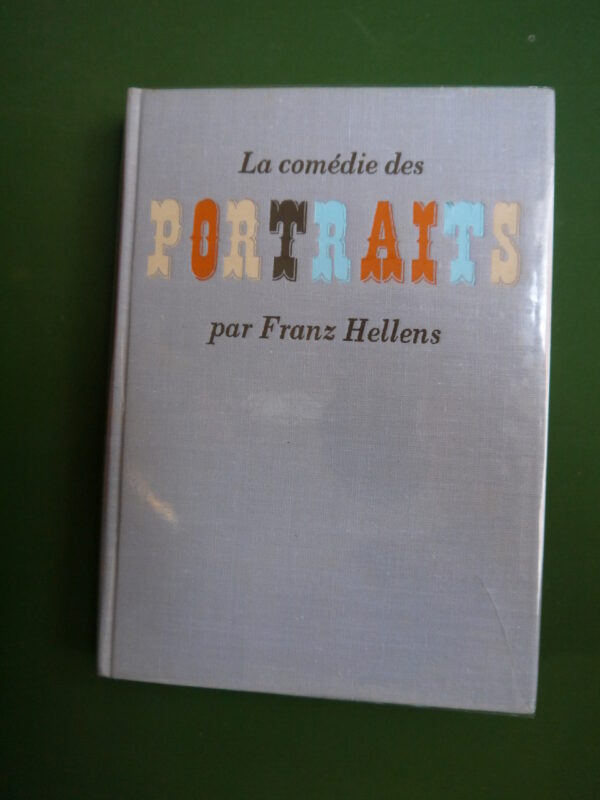 La comédie des
PORTRAITS
par Franz Hellens